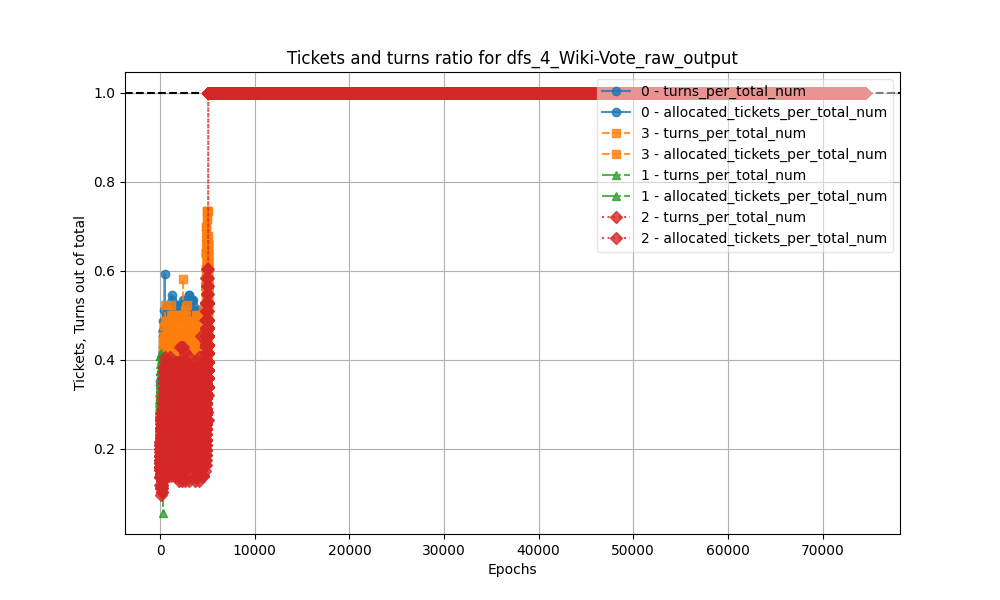 Tickets and turns ratio for dfs_4_Wiki-Vote_raw_output
1.0
0.8
0.6
0.4
0.2
Tickets, Turns out of total
0 - turns_per_total_num
0 - allocated_tickets_per_total_num
3 - turns_per_total_num
3 - allocated_tickets_per_total_num
1 - turns_per_total_num
1 - allocated_tickets_per_total_num
2 - turns_per_total_num
2 - allocated_tickets_per_total_num
0 10000 20000 30000 40000 50000 60000 70000
Epochs